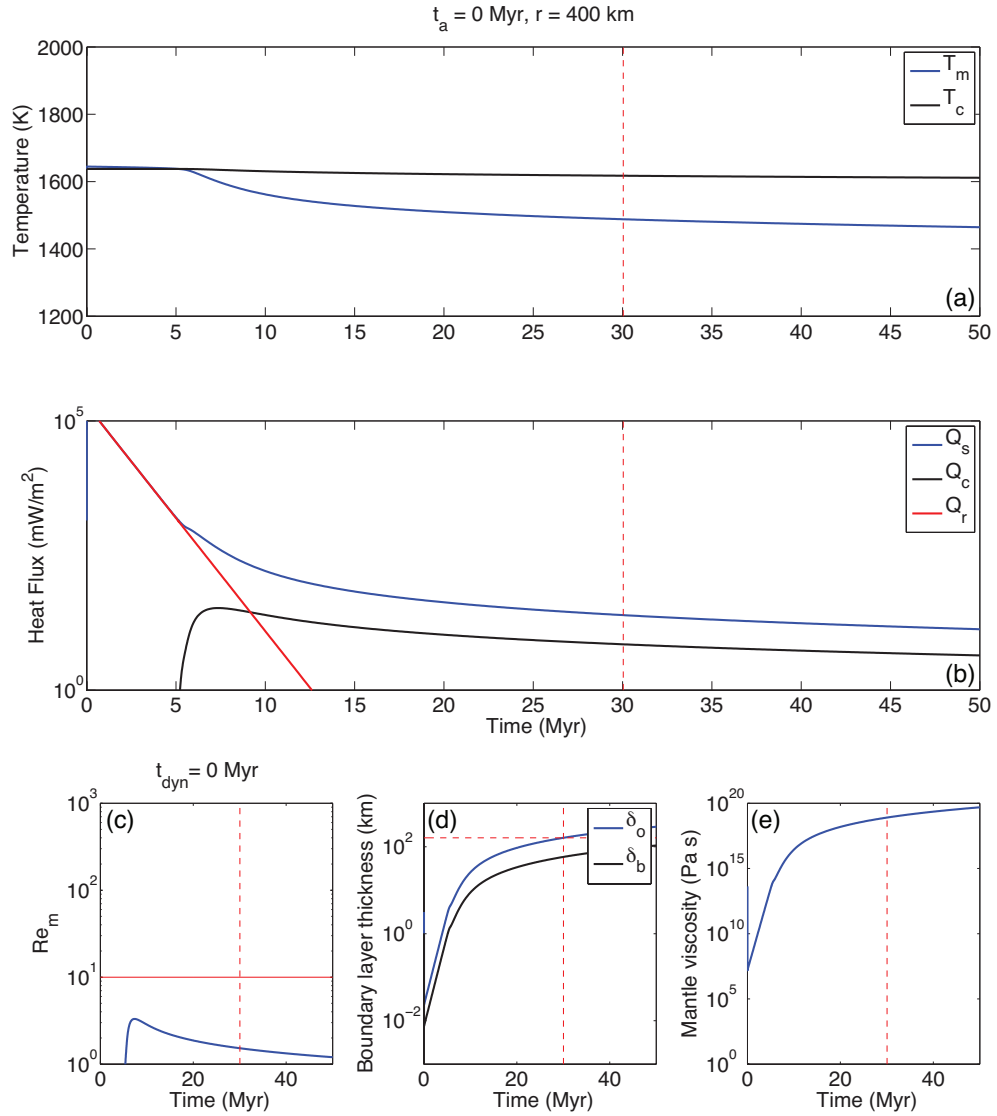 t_a = 0 Myr, r = 400 km
2000
1800
1600
1400
1200
Temperature (K)
T_m
T_c
(a)
0 5 10 15 20 25 30 35 40 45 50
10^5
10^0
Heat Flux (mW/m^2)
Q_s
Q_c
Q_r
(b)
0 5 10 15 20 25 30 35 40 45 50
Time (Myr)
t_dyn = 0 Myr
(c)
10^3
10^2
10^1
10^0
Re_m
0 20 40
Time (Myr)
(d)
10^2
10^0
10^-2
Boundary layer thickness (km)
δ_o
δ_b
0 20 40
Time (Myr)
(e)
10^20
10^15
10^10
10^5
10^0
Mantle viscosity (Pa s)
0 20 40
Time (Myr)